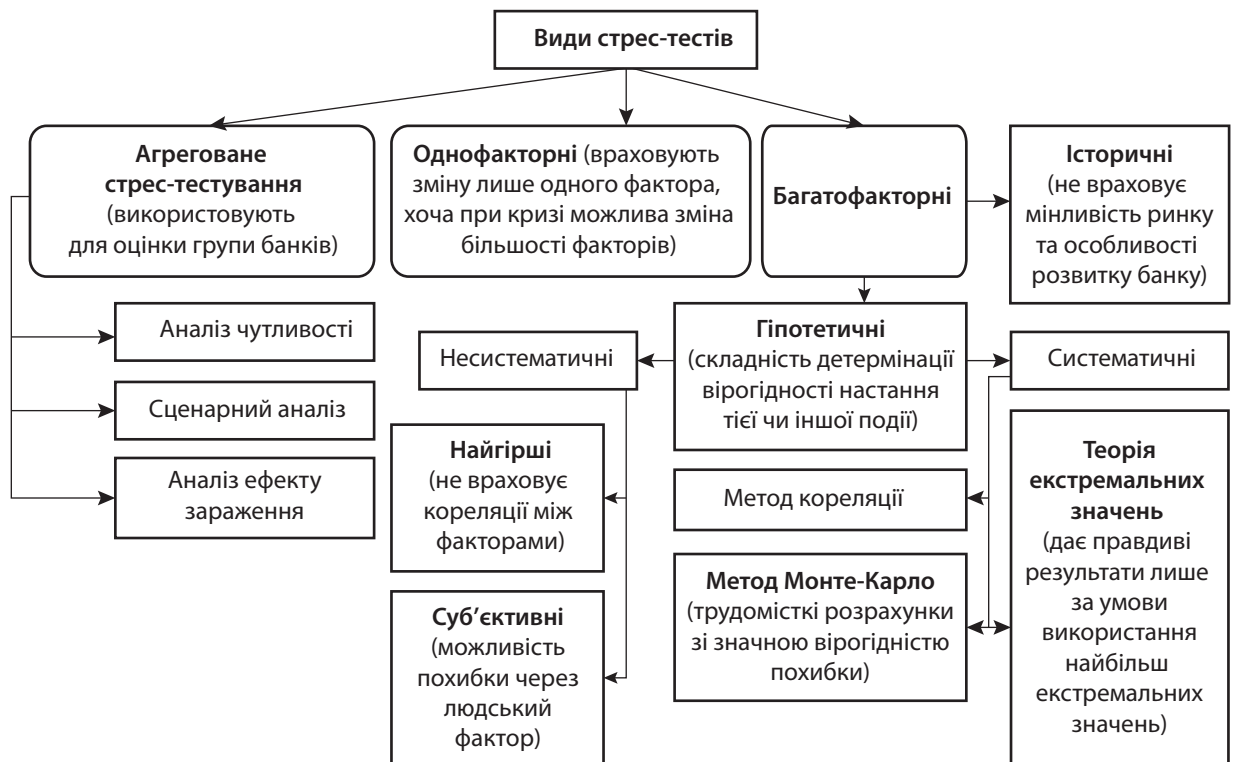 Види стрес-тестів
Агреговане
стрес-тестування
(використовують
для оцінки групи банків)
Однофакторні (враховують
зміну лише одного фактора,
хоча при кризі можлива зміна
більшості факторів)
Багатофакторні
Історичні
(не враховує
мінливість ринку
та особливості
розвитку банку)
Аналіз чутливості
Сценарний аналіз
Аналіз ефекту
зараження
Несистематичні
Гіпотетичні
(складність детермінації
вірогідності настання
тієї чи іншої події)
Систематичні
Найгірші
(не враховує
кореляції між
факторами)
Суб’єктивні
(можливість
похибки через
людський
фактор)
Метод кореляції
Метод Монте-Карло
(трудомісткі розрахунки
зі значною вірогідністю
похибки)
Теорія
екстремальних
значень
(дає правдиві
результати лише
за умови
використання
найбільш
екстремальних
значень)